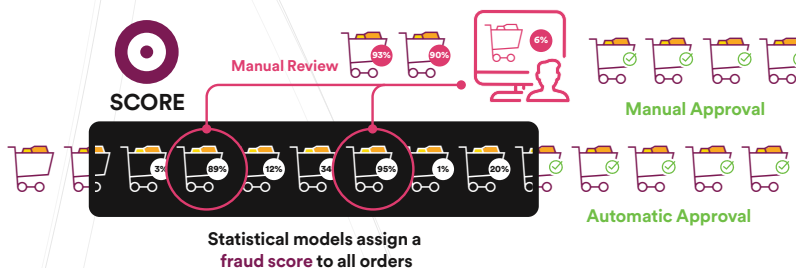 93%
90%
6%
Manual Review
SCORE
Manual Approval
3%
89%
12%
34
95%
1%
20%
Automatic Approval
Statistical models assign a
fraud score to all orders